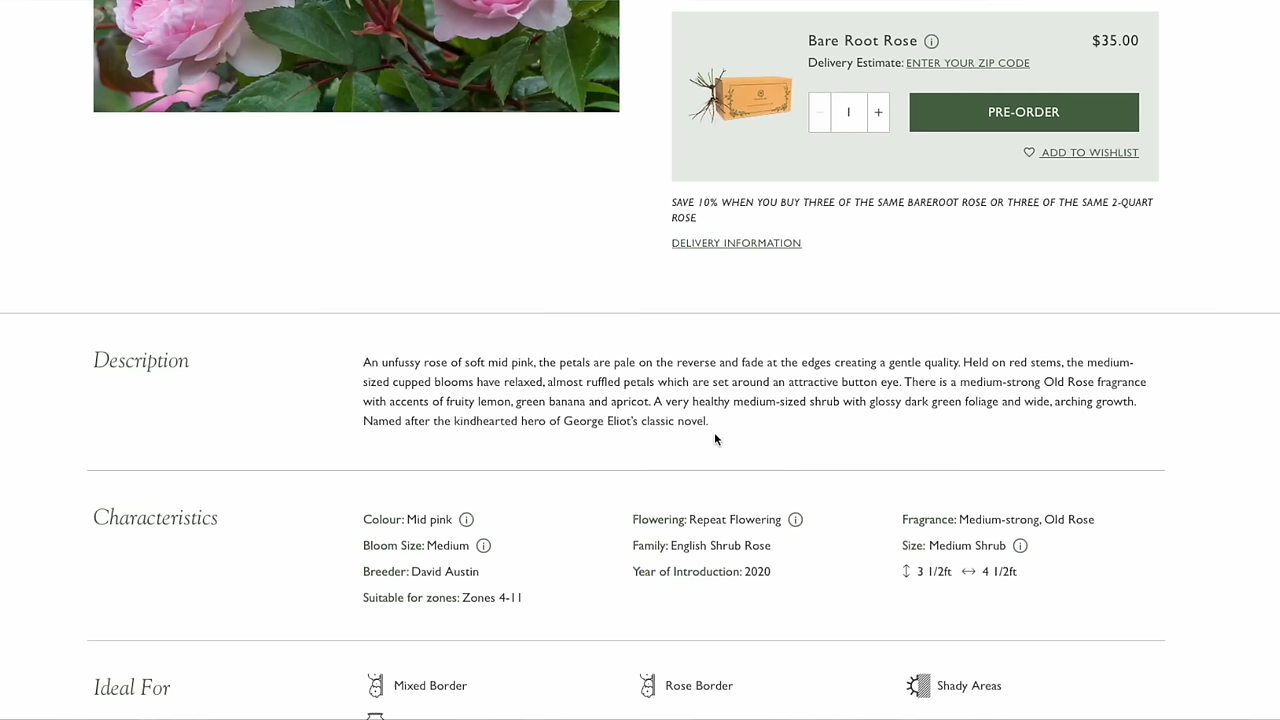 Bare Root Rose $35.00
Delivery Estimate: ENTER YOUR ZIP CODE
− 1 + PRE-ORDER
ADD TO WISHLIST
SAVE 10% WHEN YOU BUY THREE OF THE SAME BAREROOT ROSE OR THREE OF THE SAME 2-QUART
ROSE
DELIVERY INFORMATION
Description
An unfussy rose of soft mid pink, the petals are pale on the reverse and fade at the edges creating a gentle quality. Held on red stems, the medium-
sized cupped blooms have relaxed, almost ruffled petals which are set around an attractive button eye. There is a medium-strong Old Rose fragrance
with accents of fruity lemon, green banana and apricot. A very healthy medium-sized shrub with glossy dark green foliage and wide, arching growth.
Named after the kindhearted hero of George Eliot's classic novel.
Characteristics
Colour: Mid pink Flowering: Repeat Flowering Fragrance: Medium-strong, Old Rose
Bloom Size: Medium Family: English Shrub Rose Size: Medium Shrub
Breeder: David Austin Year of Introduction: 2020 ↕ 3 1/2ft ↔ 4 1/2ft
Suitable for zones: Zones 4-11
Ideal For
Mixed Border Rose Border Shady Areas